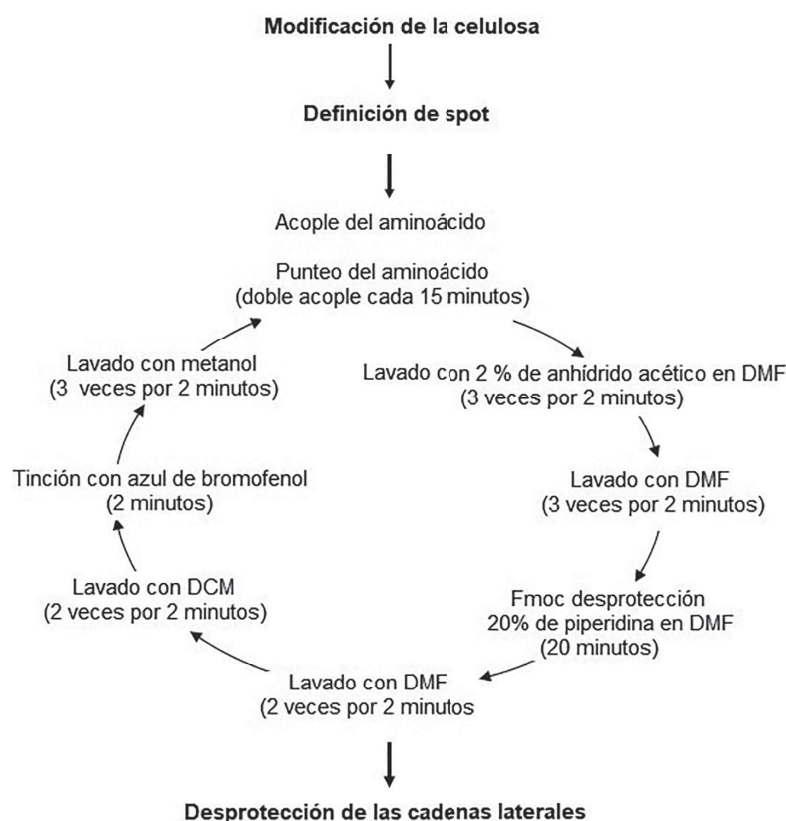 Modificación de la celulosa
Definición de spot
Acople del aminoácido
Punteo del aminoácido
(doble acople cada 15 minutos)
Lavado con 2 % de anhídrido acético en DMF
(3 veces por 2 minutos)
Lavado con DMF
(3 veces por 2 minutos)
Fmoc desprotección
20% de piperidina en DMF
(20 minutos)
Lavado con DMF
(2 veces por 2 minutos
Lavado con DCM
(2 veces por 2 minutos)
Tinción con azul de bromofenol
(2 minutos)
Lavado con metanol
(3 veces por 2 minutos)
Desprotección de las cadenas laterales